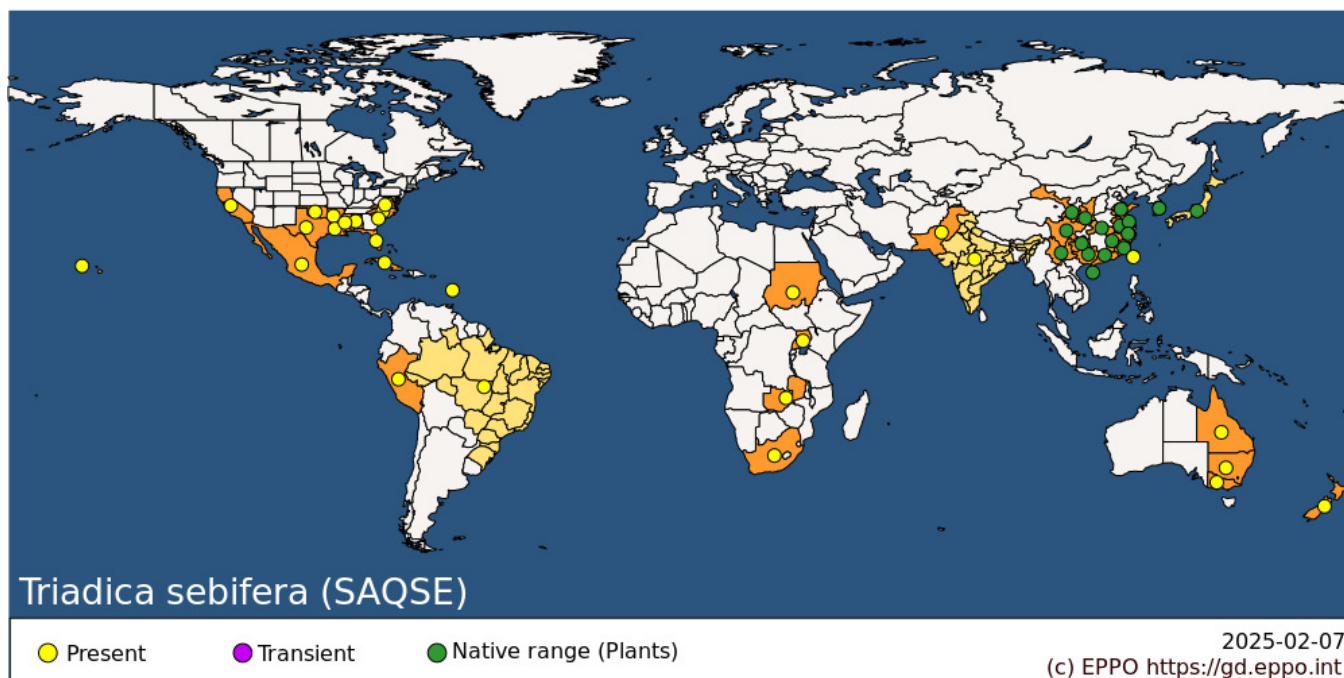 Triadica sebifera (SAQSE)
Present
Transient
Native range (Plants)
2025-02-07
(c) EPPO https://gd.eppo.int